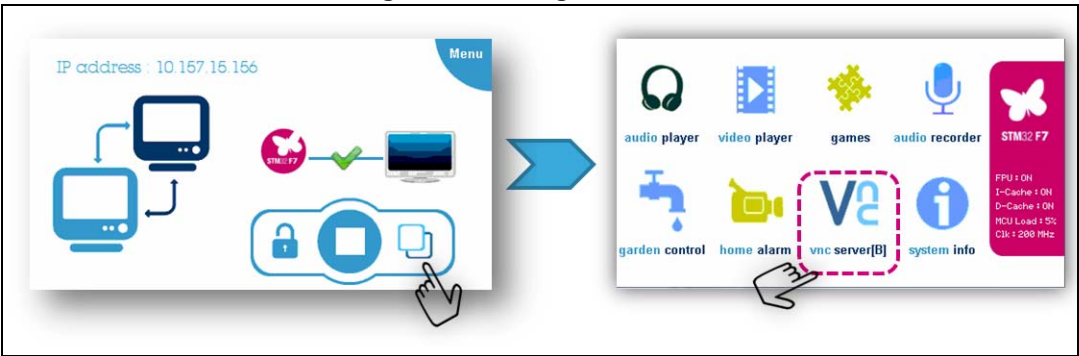 IP address : 10.157.15.156
Menu
STM32 F7
audio player
video player
games
audio recorder
STM32 F7
garden control
home alarm
Vnc
vnc server[B]
system info
FPU : ON
I-Cache : ON
D-Cache : ON
MCU Load : 5%
Clk : 200 MHz